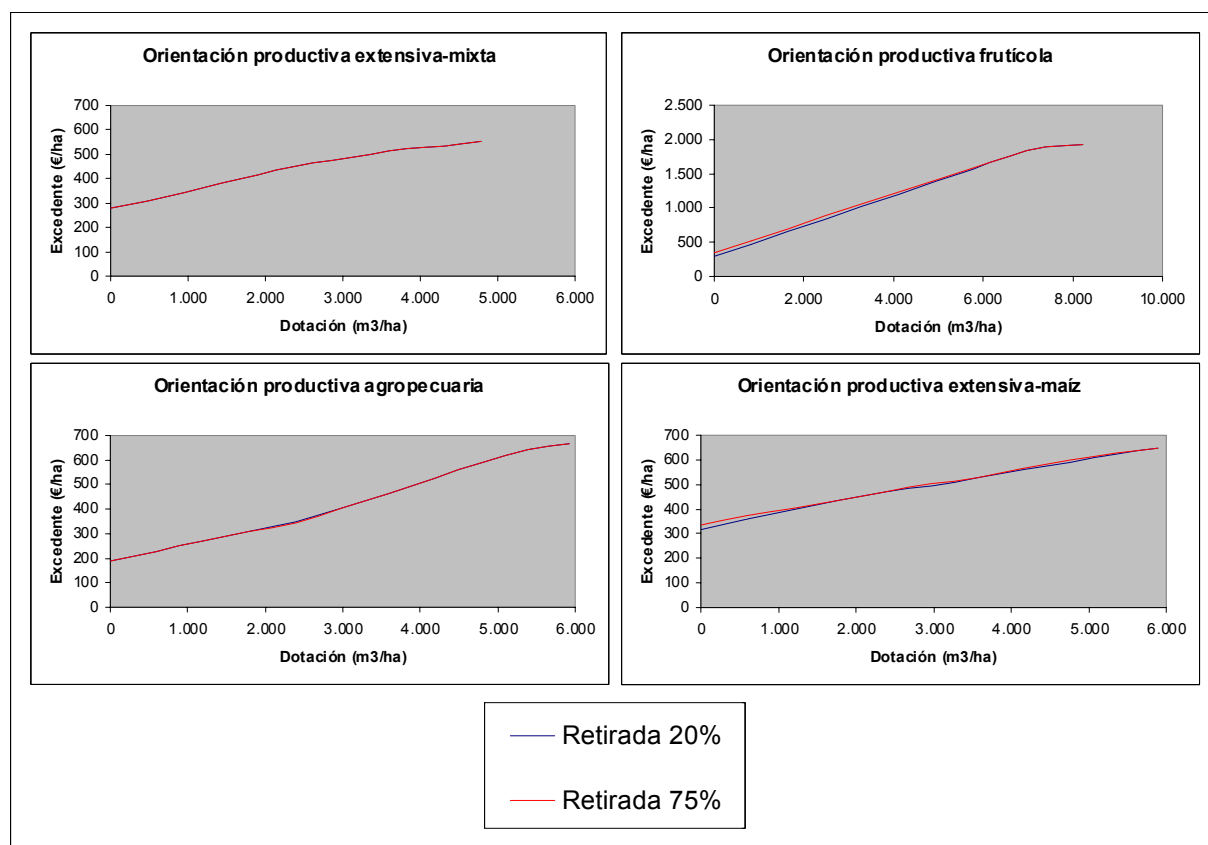 Orientación productiva extensiva-mixta
Excedente (€/ha)
700
600
500
400
300
200
100
0
0 1.000 2.000 3.000 4.000 5.000 6.000
Dotación (m3/ha)
Orientación productiva frutícola
Excedente (€/ha)
2.500
2.000
1.500
1.000
500
0
0 2.000 4.000 6.000 8.000 10.000
Dotación (m3/ha)
Orientación productiva agropecuaria
Excedente (€/ha)
700
600
500
400
300
200
100
0
0 1.000 2.000 3.000 4.000 5.000 6.000
Dotación (m3/ha)
Orientación productiva extensiva-maíz
Excedente (€/ha)
700
600
500
400
300
200
100
0
0 1.000 2.000 3.000 4.000 5.000 6.000
Dotación (m3/ha)
Retirada 20%
Retirada 75%